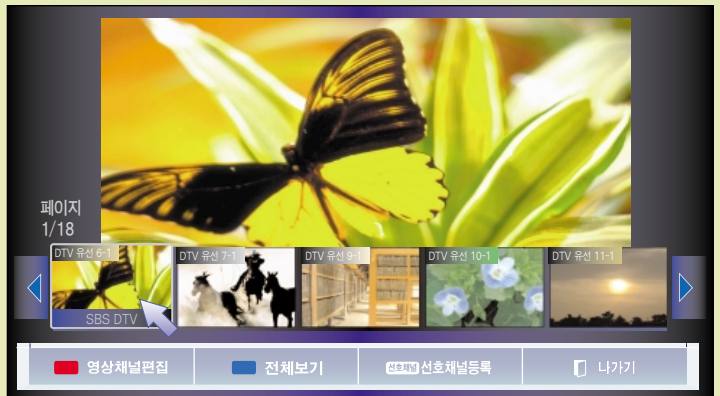 페이지
1/18
DTV 유선 6-1
DTV 유선 7-1
DTV 유선 9-1
DTV 유선 10-1
DTV 유선 11-1
SBS DTV
영상채널편집
전체보기
선호채널 선호채널등록
나가기